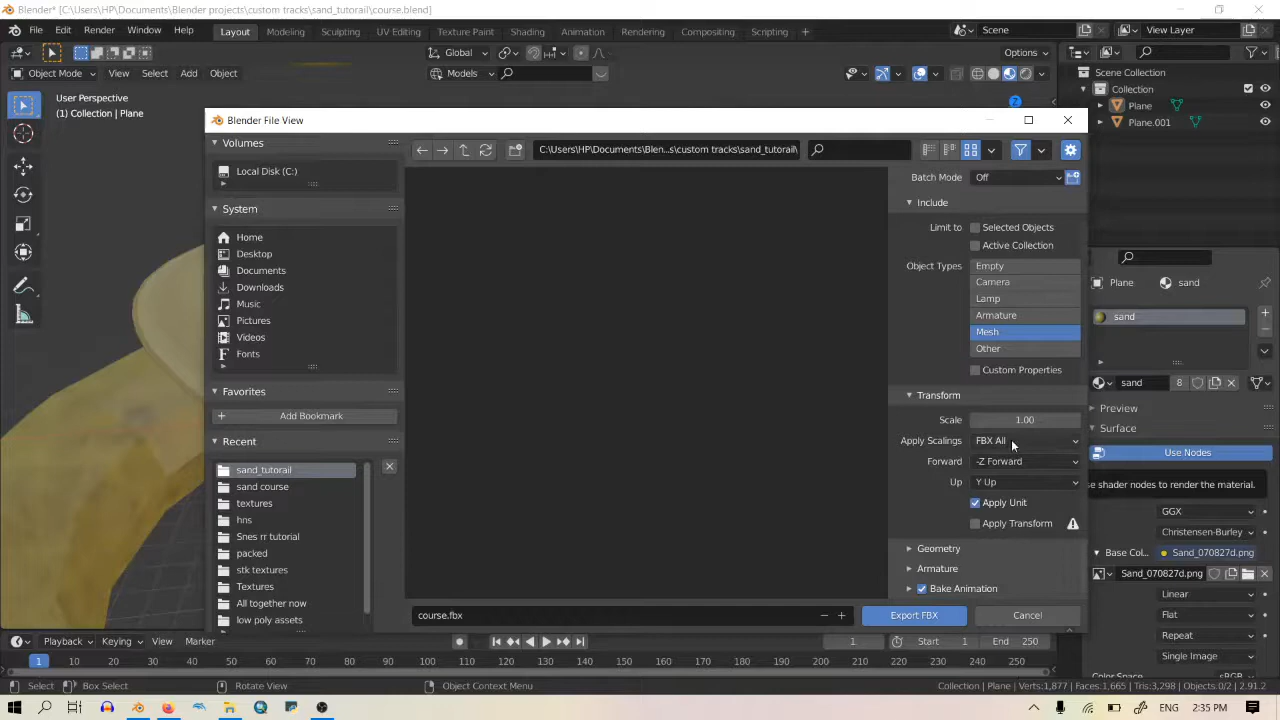 Blender* [C:\Users\HP\Documents\Blender projects\custom tracks\sand_tutorail\course.blend]
File Edit Render Window Help Layout Modeling Sculpting UV Editing Texture Paint Shading Animation Rendering Compositing Scripting + Scene View Layer
Global Options
Object Mode View Select Add Object Models
User Perspective
(1) Collection | Plane
Z
Scene Collection
Collection
Plane
Plane.001
Blender File View
Volumes
Local Disk (C:)
System
Home
Desktop
Documents
Downloads
Music
Pictures
Videos
Fonts
Favorites
Add Bookmark
Recent
sand_tutorail
sand course
textures
hns
Snes rr tutorial
packed
stk textures
Textures
All together now
low poly assets
C:\Users\HP\Documents\Blen...s\custom tracks\sand_tutorail\
course.fbx
Batch Mode Off
Include
Limit to Selected Objects
Active Collection
Object Types Empty
Camera
Lamp
Armature
Mesh
Other
Custom Properties
Transform
Scale 1.00
Apply Scalings FBX All
Forward -Z Forward
Up Y Up
Apply Unit
Apply Transform
Geometry
Armature
Bake Animation
Export FBX Cancel
Plane sand
sand
sand 8
Preview
Surface
Use Nodes
se shader nodes to render the material.
GGX
Christensen-Burley
Base Col... Sand_070827d.png
Sand_070827d.png
Linear
Flat
Repeat
Single Image
Color Space sRGB
Playback Keying View Marker 1 Start 1 End 250
1 10 20 30 40 50 60 70 80 90 100 110 120 130 140 150 160 170 180 190 200 210 220 230 240 250
Select Box Select Rotate View Object Context Menu Collection | Plane | Verts:1,877 | Faces:1,665 | Tris:3,298 | Objects:0/2 | 2.91.2
ENG 2:35 PM